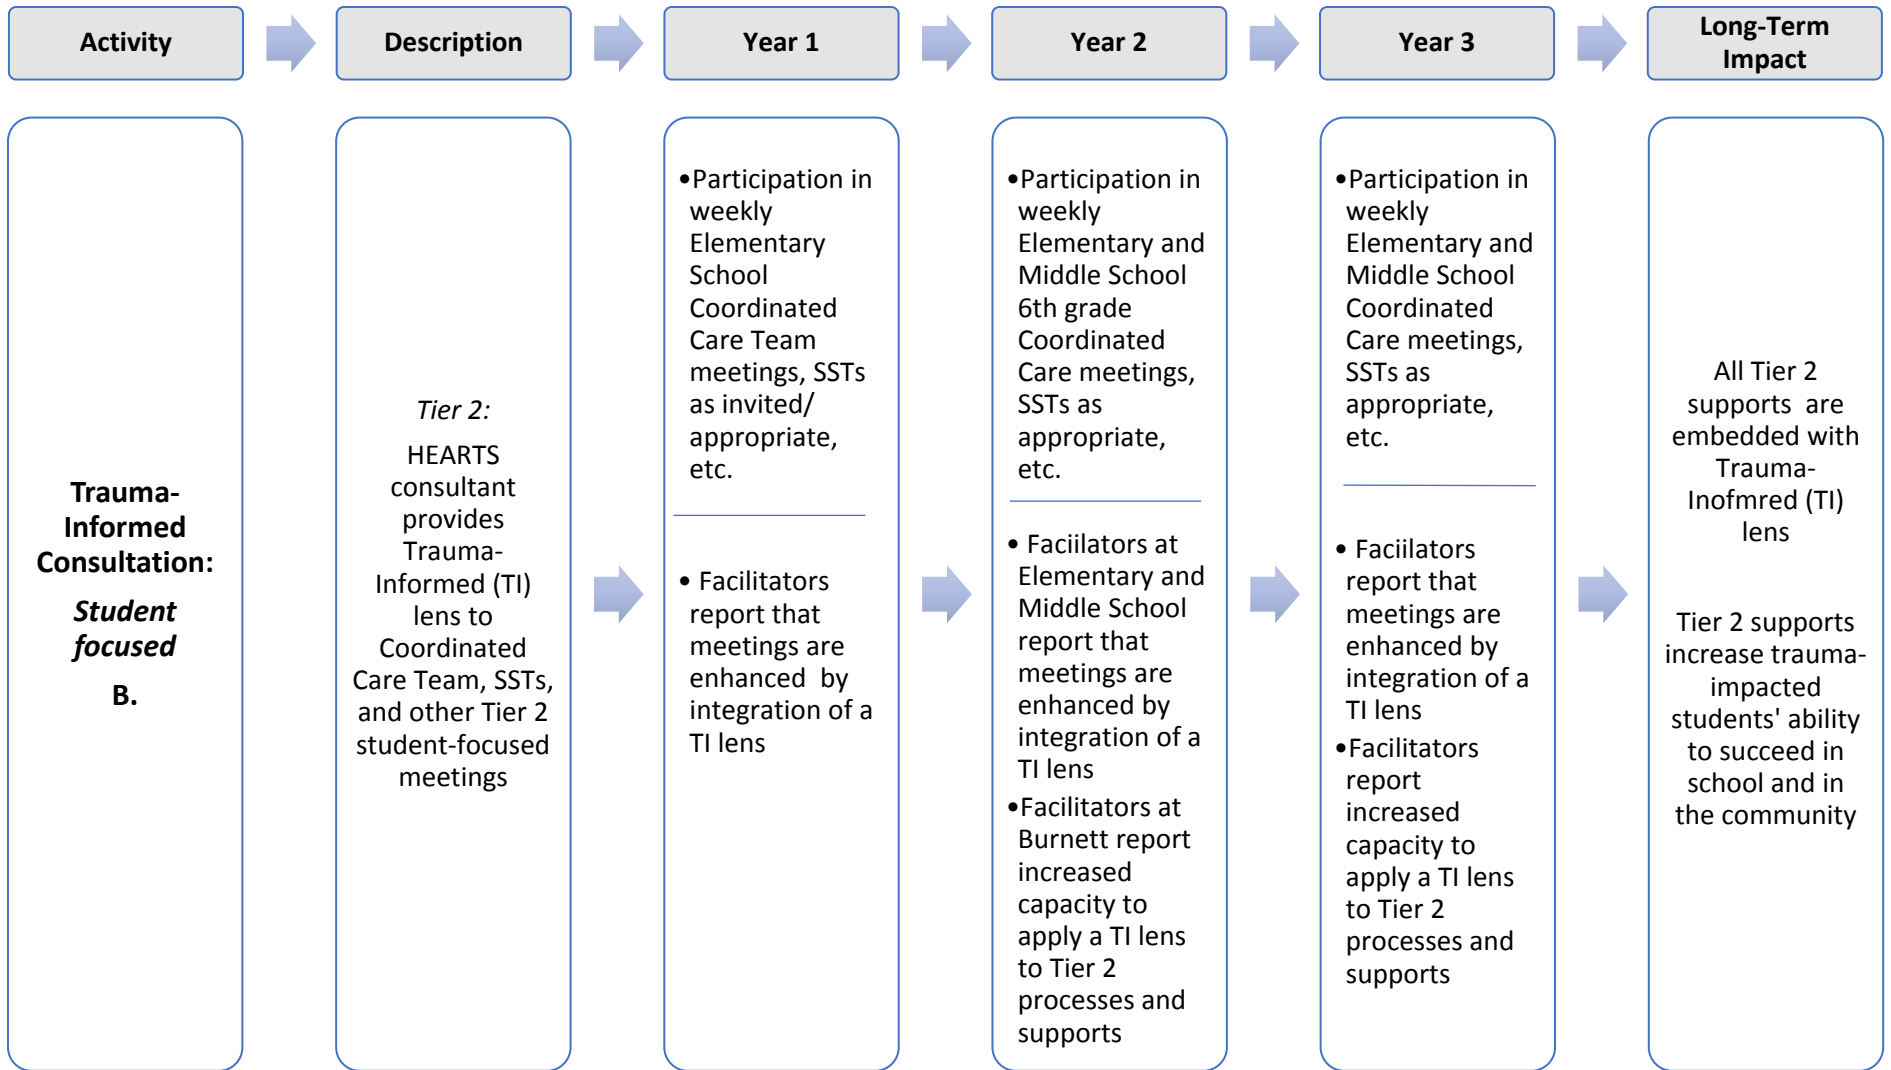 Activity
Description
Year 1
Year 2
Year 3
Long-Term
Impact
Trauma-
Informed
Consultation:
Student
focused
B.
Tier 2:
HEARTS
consultant
provides
Trauma-
Informed (TI)
lens to
Coordinated
Care Team, SSTs,
and other Tier 2
student-focused
meetings
•Participation in
weekly
Elementary
School
Coordinated
Care Team
meetings, SSTs
as invited/
appropriate,
etc.
• Facilitators
report that
meetings are
enhanced by
integration of a
TI lens
•Participation in
weekly
Elementary and
Middle School
6th grade
Coordinated
Care meetings,
SSTs as
appropriate,
etc.
• Faciilators at
Elementary and
Middle School
report that
meetings are
enhanced by
integration of a
TI lens
•Facilitators at
Burnett report
increased
capacity to
apply a TI lens
to Tier 2
processes and
supports
•Participation in
weekly
Elementary and
Middle School
Coordinated
Care meetings,
SSTs as
appropriate,
etc.
• Faciilators
report that
meetings are
enhanced by
integration of a
TI lens
•Facilitators
report
increased
capacity to
apply a TI lens
to Tier 2
processes and
supports
All Tier 2
supports are
embedded with
Trauma-
Inofmred (TI)
lens
Tier 2 supports
increase trauma-
impacted
students' ability
to succeed in
school and in
the community